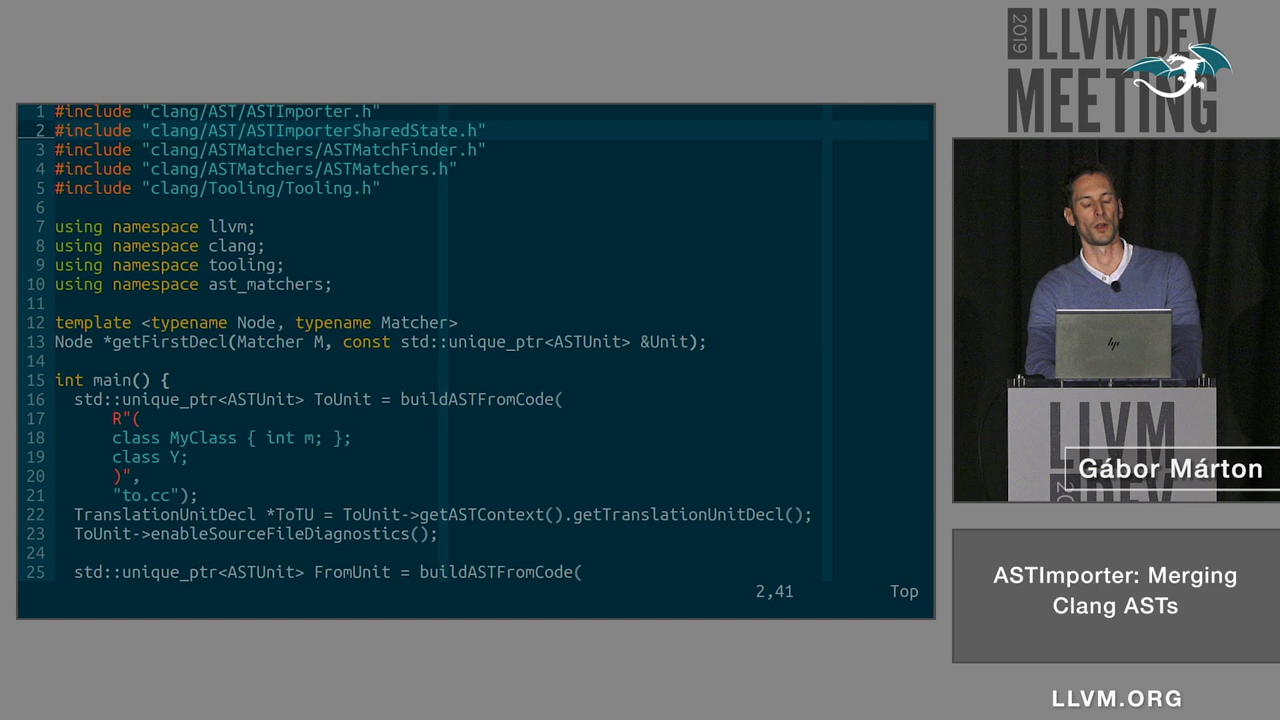 1 #include "clang/AST/ASTImporter.h"
2 #include "clang/AST/ASTImporterSharedState.h"
3 #include "clang/ASTMatchers/ASTMatchFinder.h"
4 #include "clang/ASTMatchers/ASTMatchers.h"
5 #include "clang/Tooling/Tooling.h"
6
7 using namespace llvm;
8 using namespace clang;
9 using namespace tooling;
10 using namespace ast_matchers;
11
12 template <typename Node, typename Matcher>
13 Node *getFirstDecl(Matcher M, const std::unique_ptr<ASTUnit> &Unit);
14
15 int main() {
16 std::unique_ptr<ASTUnit> ToUnit = buildASTFromCode(
17 R"(
18 class MyClass { int m; };
19 class Y;
20 )",
21 "to.cc");
22 TranslationUnitDecl *ToTU = ToUnit->getASTContext().getTranslationUnitDecl();
23 ToUnit->enableSourceFileDiagnostics();
24
25 std::unique_ptr<ASTUnit> FromUnit = buildASTFromCode(
2,41 Top
2019 LLVM DEV
MEETING
hp
LLVM
Gábor Márton
ASTImporter: Merging
Clang ASTs
LLVM.ORG